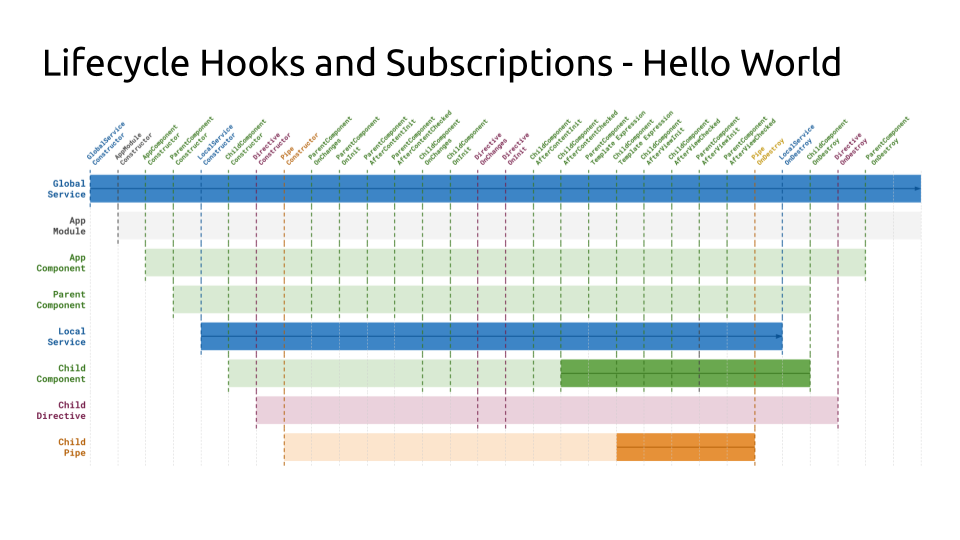 Lifecycle Hooks and Subscriptions - Hello World
GlobalService
Constructor
AppModule
Constructor
AppComponent
Constructor
ParentComponent
Constructor
LocalService
Constructor
ChildComponent
Constructor
Directive
Constructor
Pipe
Constructor
ParentComponent
OnChanges
ParentComponent
OnInit
ParentComponent
AfterContentInit
ParentComponent
AfterContentChecked
ChildComponent
OnChanges
ChildComponent
OnInit
Directive
OnChanges
Directive
OnInit
ChildComponent
AfterContentInit
ChildComponent
AfterContentChecked
ParentComponent
Template Expression
ChildComponent
Template Expression
ChildComponent
AfterViewInit
ChildComponent
AfterViewChecked
ParentComponent
AfterViewInit
ParentComponent
AfterViewChecked
Pipe
OnDestroy
LocalService
OnDestroy
ChildComponent
OnDestroy
Directive
OnDestroy
ParentComponent
OnDestroy
Global
Service
App
Module
App
Component
Parent
Component
Local
Service
Child
Component
Child
Directive
Child
Pipe